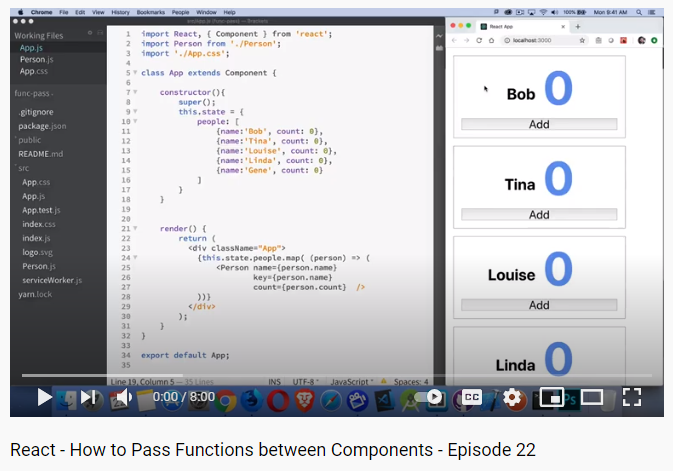 Chrome File Edit View History Bookmarks People Window Help
100% Mon 9:41 AM
Working Files
App.js
Person.js
App.css
func-pass
.gitignore
package.json
public
README.md
src
App.css
App.js
App.test.js
index.css
index.js
logo.svg
Person.js
serviceWorker.js
yarn.lock
1 import React, { Component } from 'react';
2 import Person from './Person';
3 import './App.css';
4
5 class App extends Component {
6
7 constructor(){
8 super();
9 this.state = {
10 people: [
11 {name:'Bob', count: 0},
12 {name:'Tina', count: 0},
13 {name:'Louise', count: 0},
14 {name:'Linda', count: 0},
15 {name:'Gene', count: 0}
16 ]
17 }
18 }
19
20
21 render() {
22 return (
23 <div className="App">
24 {this.state.people.map( (person) => (
25 <Person name={person.name}
26 key={person.name}
27 count={person.count} />
28 ))}
29 </div>
30 );
31 }
32 }
33
34 export default App;
35
Line 19, Column 5 — 35 Lines INS UTF-8 JavaScript Spaces: 4
React App
localhost:3000
Bob 0
Add
Tina 0
Add
Louise 0
Add
Linda 0
0:00 / 8:00
CC
Ps
React - How to Pass Functions between Components - Episode 22